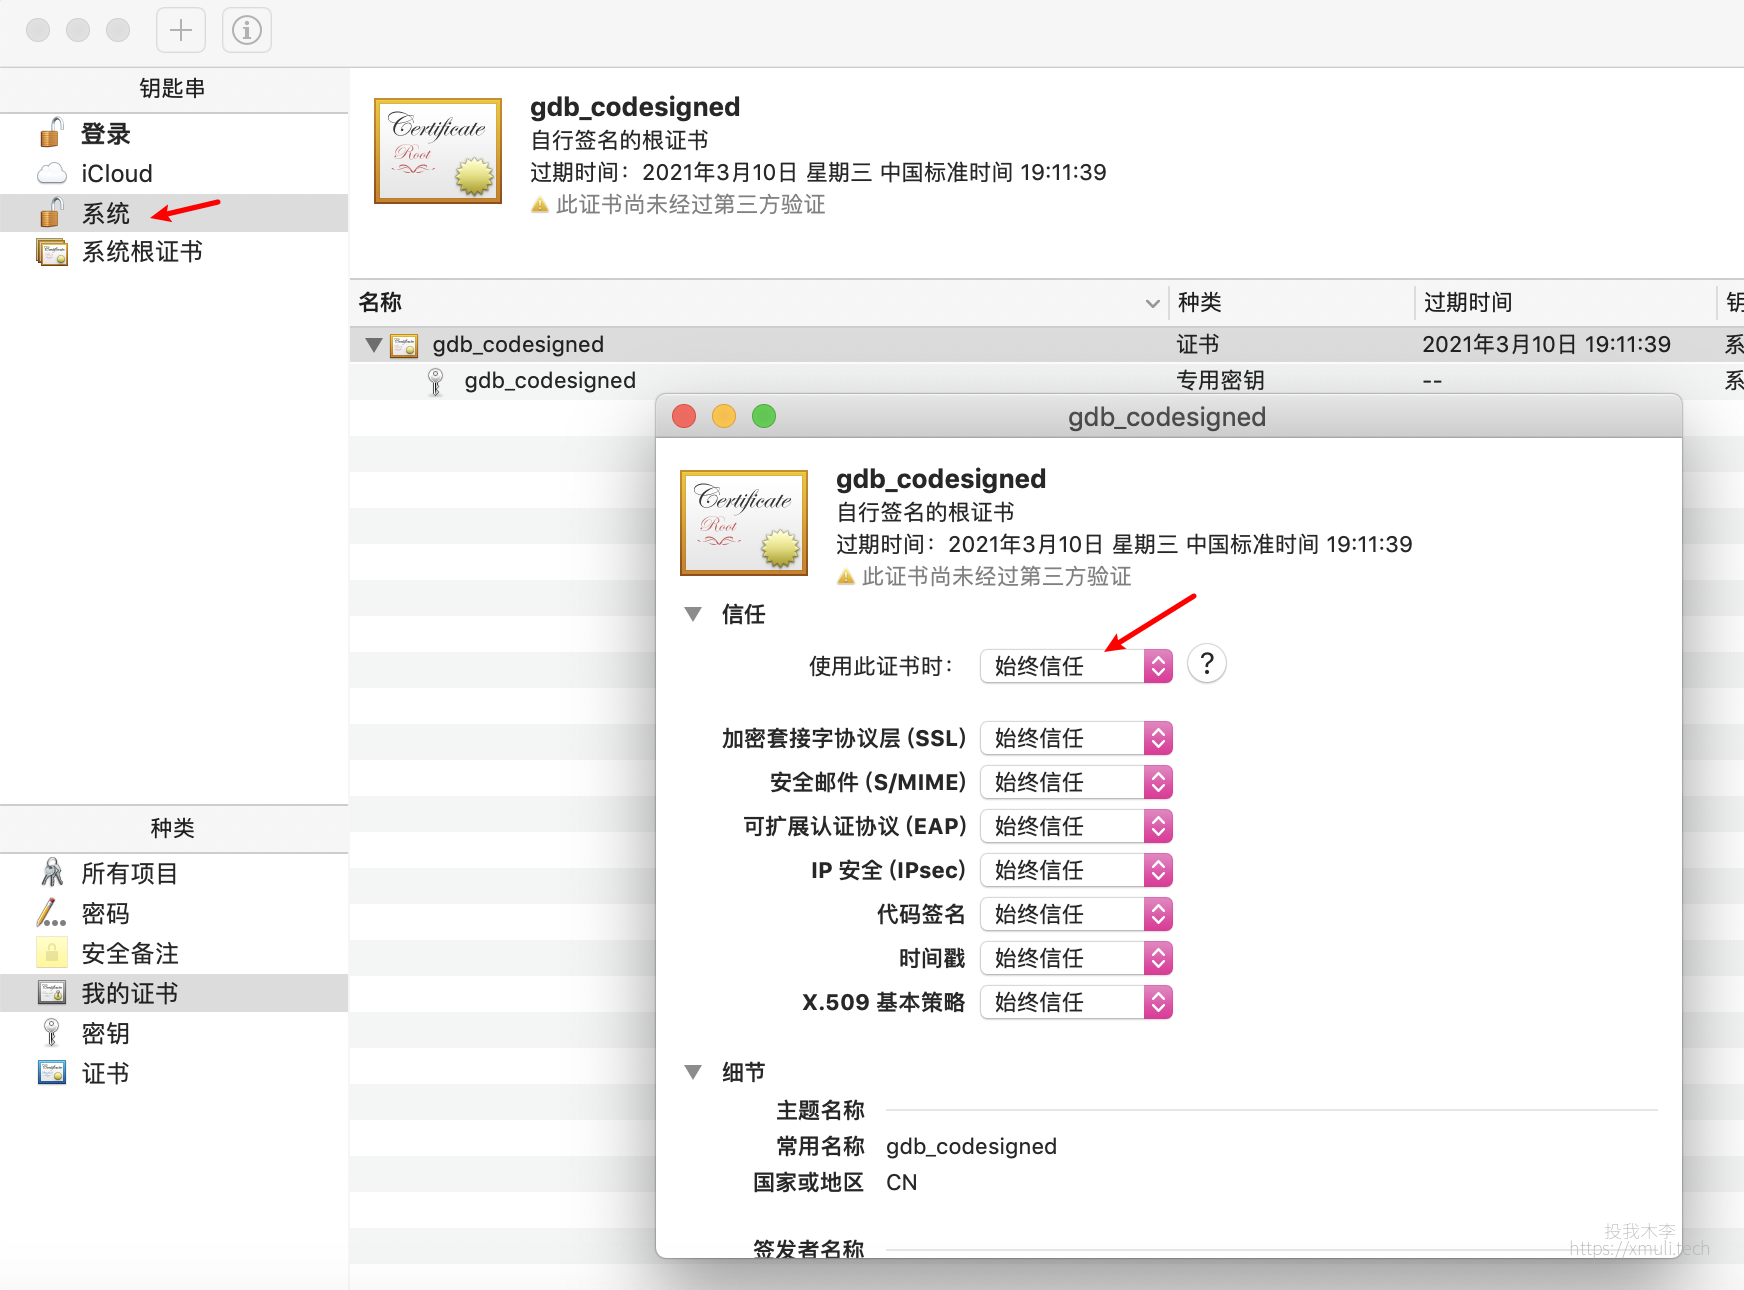 钥匙串
登录
iCloud
系统
系统根证书
Certificate
Root
gdb_codesigned
自行签名的根证书
过期时间：2021年3月10日 星期三 中国标准时间 19:11:39
此证书尚未经过第三方验证
名称 种类 过期时间 钥
gdb_codesigned 证书 2021年3月10日 19:11:39 系
gdb_codesigned 专用密钥 -- 系
gdb_codesigned
Certificate
Root
gdb_codesigned
自行签名的根证书
过期时间：2021年3月10日 星期三 中国标准时间 19:11:39
此证书尚未经过第三方验证
信任
使用此证书时： 始终信任 ?
加密套接字协议层 (SSL) 始终信任
安全邮件 (S/MIME) 始终信任
可扩展认证协议 (EAP) 始终信任
IP 安全 (IPsec) 始终信任
代码签名 始终信任
时间戳 始终信任
X.509 基本策略 始终信任
细节
主题名称
常用名称 gdb_codesigned
国家或地区 CN
签发者名称
种类
所有项目
密码
安全备注
我的证书
密钥
证书
投我木李
https://xmuli.tech